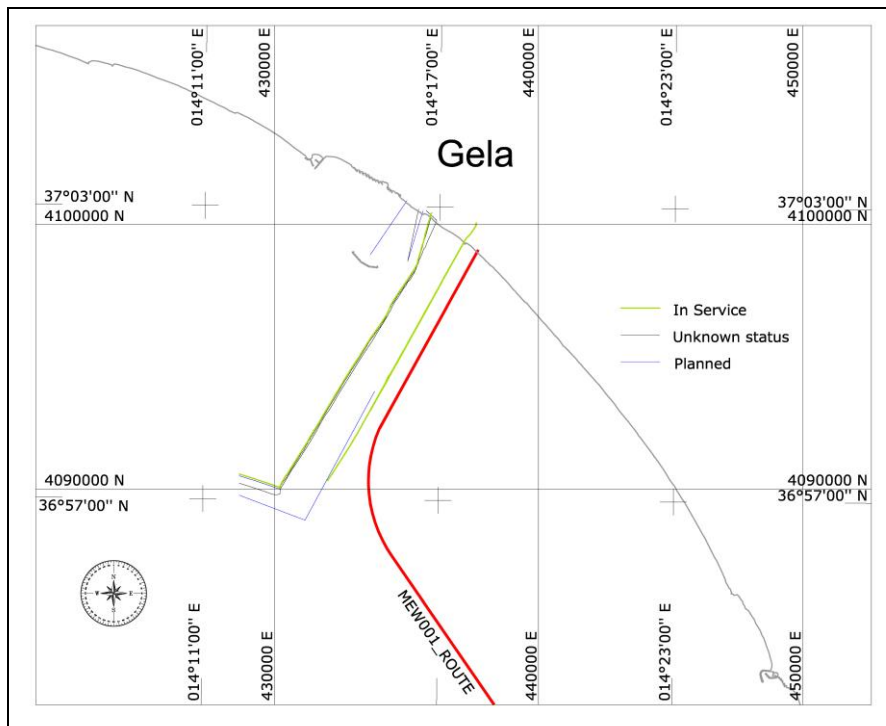 014°11'00" E
430000 E
014°17'00" E
440000 E
014°23'00" E
450000 E
Gela
37°03'00" N
4100000 N
37°03'00" N
4100000 N
In Service
Unknown status
Planned
4090000 N
36°57'00" N
4090000 N
36°57'00" N
N
W
E
S
MEW001_ROUTE
014°11'00" E
430000 E
440000 E
014°23'00" E
450000 E